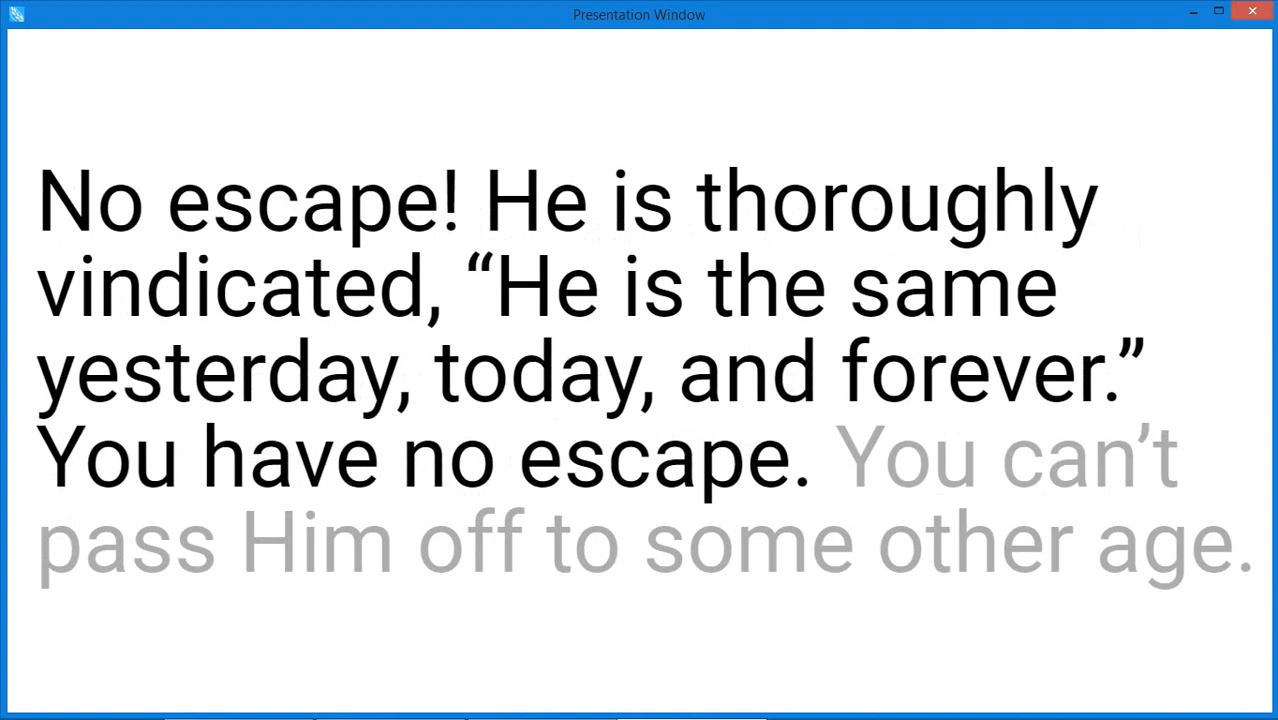 Presentation Window
No escape! He is thoroughly
vindicated, “He is the same
yesterday, today, and forever.”
You have no escape. You can’t
pass Him off to some other age.